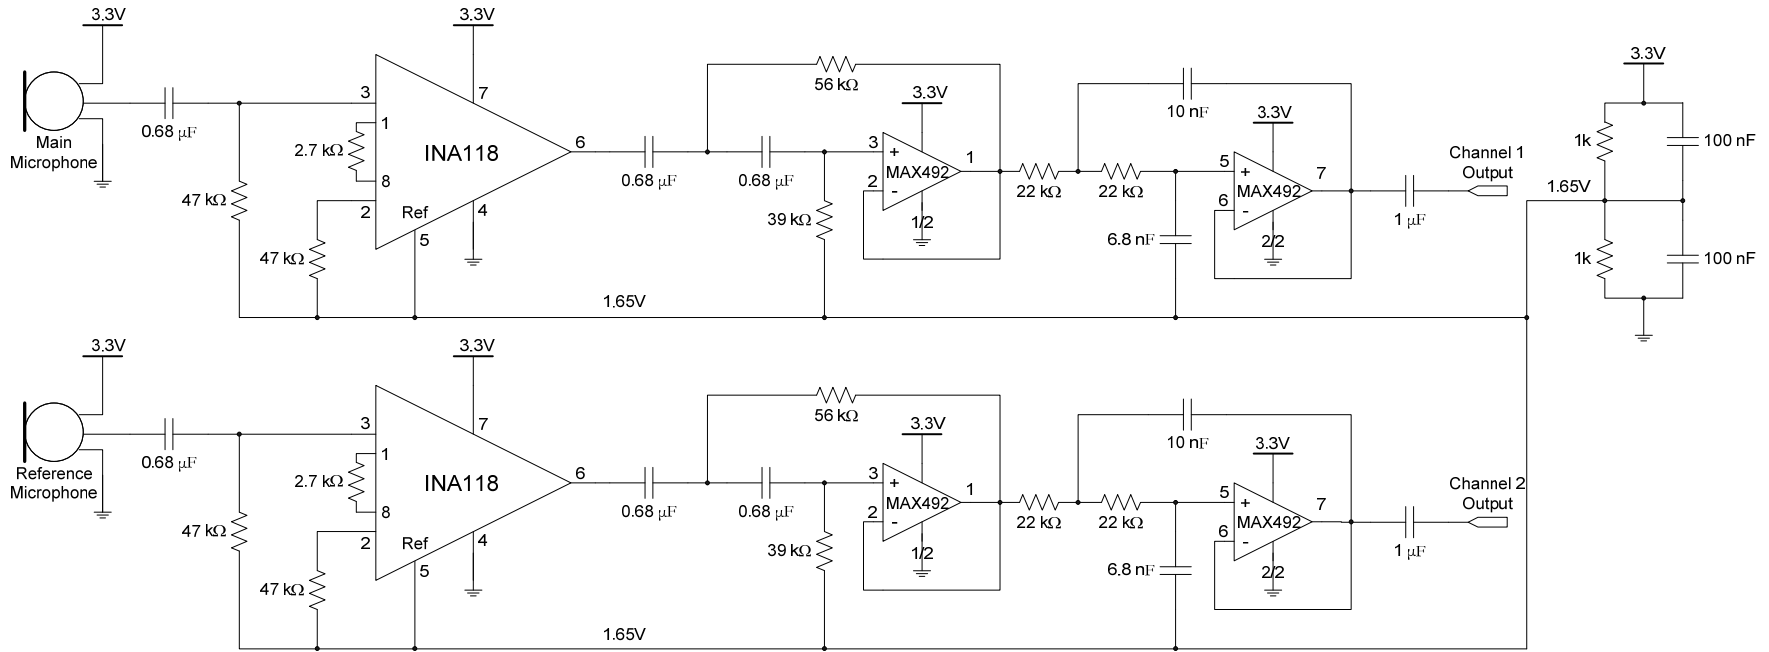 3.3V
Main
Microphone
0.68 μF
47 kΩ
47 kΩ
3
1
2.7 kΩ
8
2
INA118
Ref
7
6
4
5
3.3V
0.68 μF
0.68 μF
56 kΩ
39 kΩ
3.3V
3
+
2
-
MAX492
1
1/2
22 kΩ
22 kΩ
10 nF
6.8 nF
3.3V
5
+
6
-
MAX492
7
2/2
1 μF
Channel 1
Output
1.65V
3.3V
1k
100 nF
1.65V
1k
100 nF
3.3V
Reference
Microphone
0.68 μF
47 kΩ
47 kΩ
3
1
2.7 kΩ
8
2
INA118
Ref
7
6
4
5
3.3V
0.68 μF
0.68 μF
56 kΩ
39 kΩ
3.3V
3
+
2
-
MAX492
1
1/2
22 kΩ
22 kΩ
10 nF
6.8 nF
3.3V
5
+
6
-
MAX492
7
2/2
1 μF
Channel 2
Output
1.65V